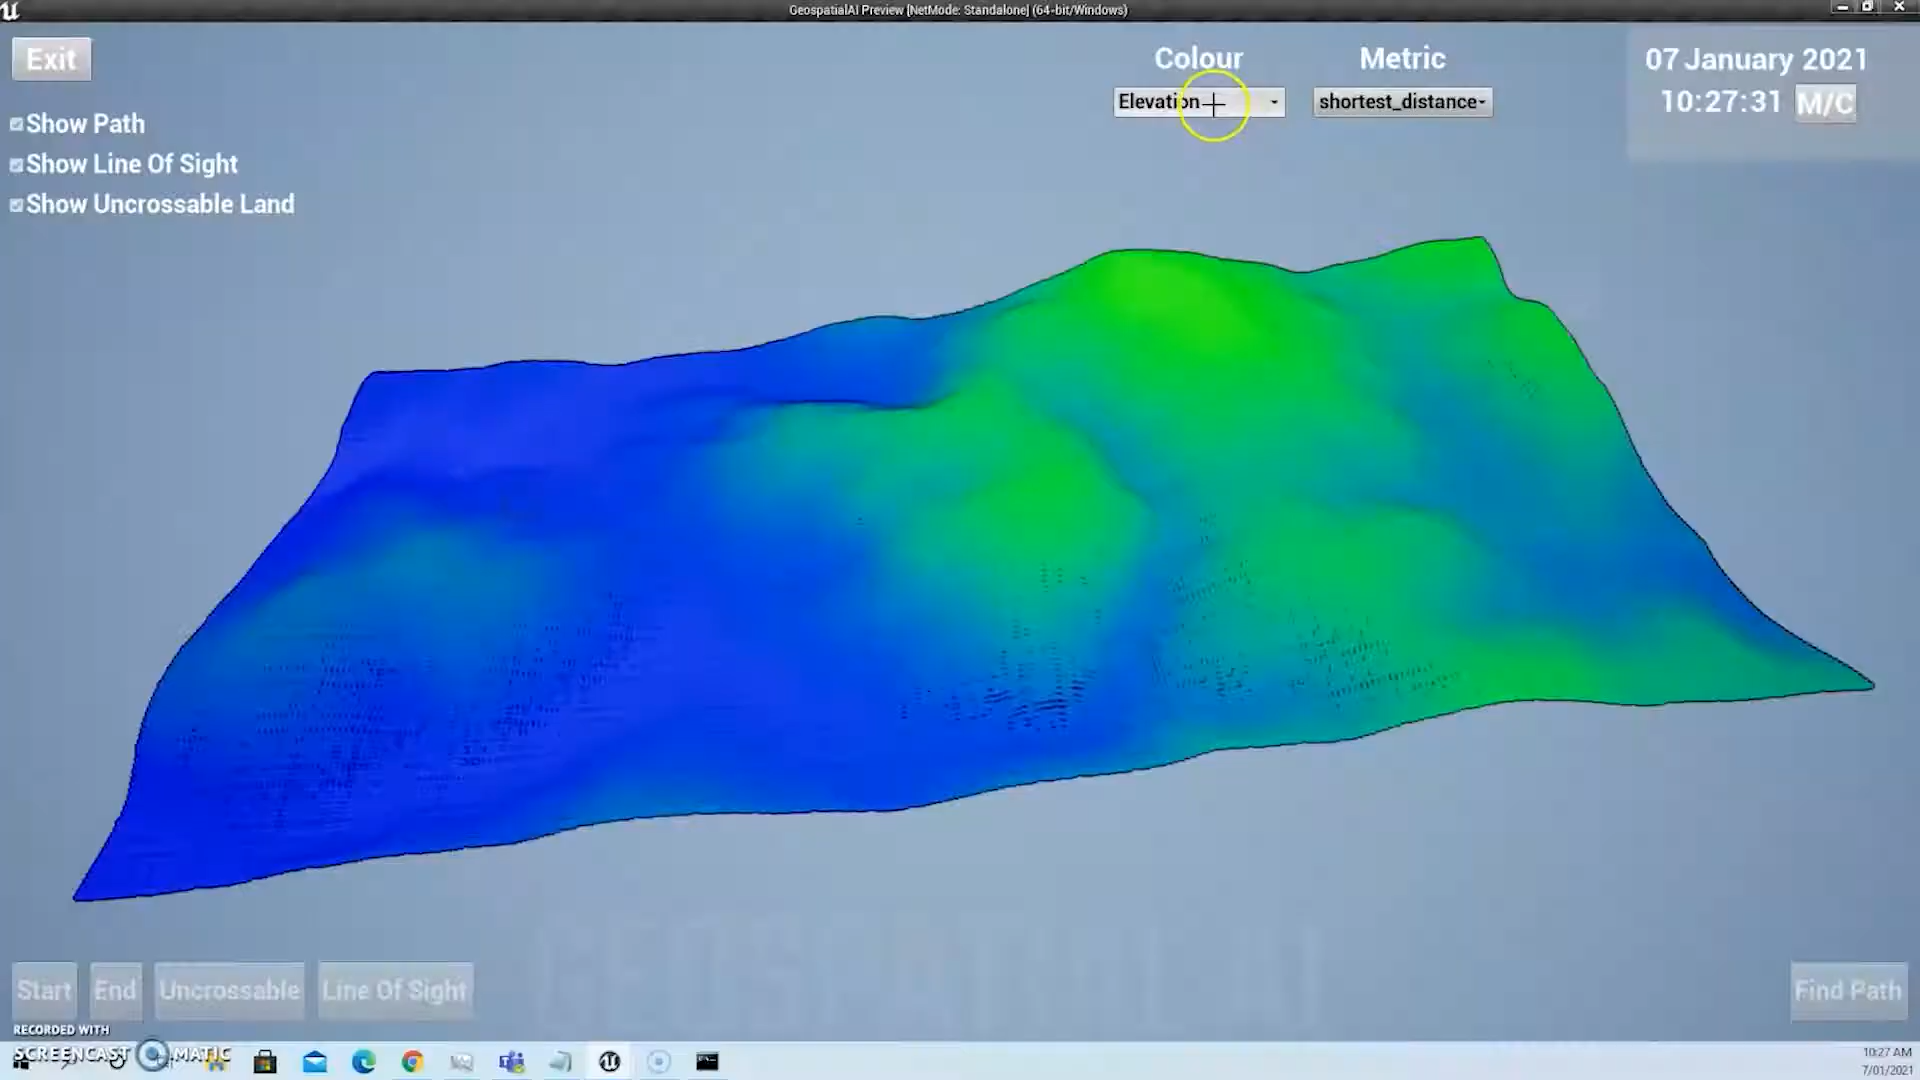 GeospatialAI Preview [NetMode: Standalone] (64-bit/Windows)
Exit
Colour
Metric
07 January 2021
Elevation
shortest_distance
10:27:31
M/C
Show Path
Show Line Of Sight
Show Uncrossable Land
GEOSPATIAL AI
Start
End
Uncrossable
Line Of Sight
Find Path
RECORDED WITH
SCREENCAST MATIC
10:27 AM
7/01/2021